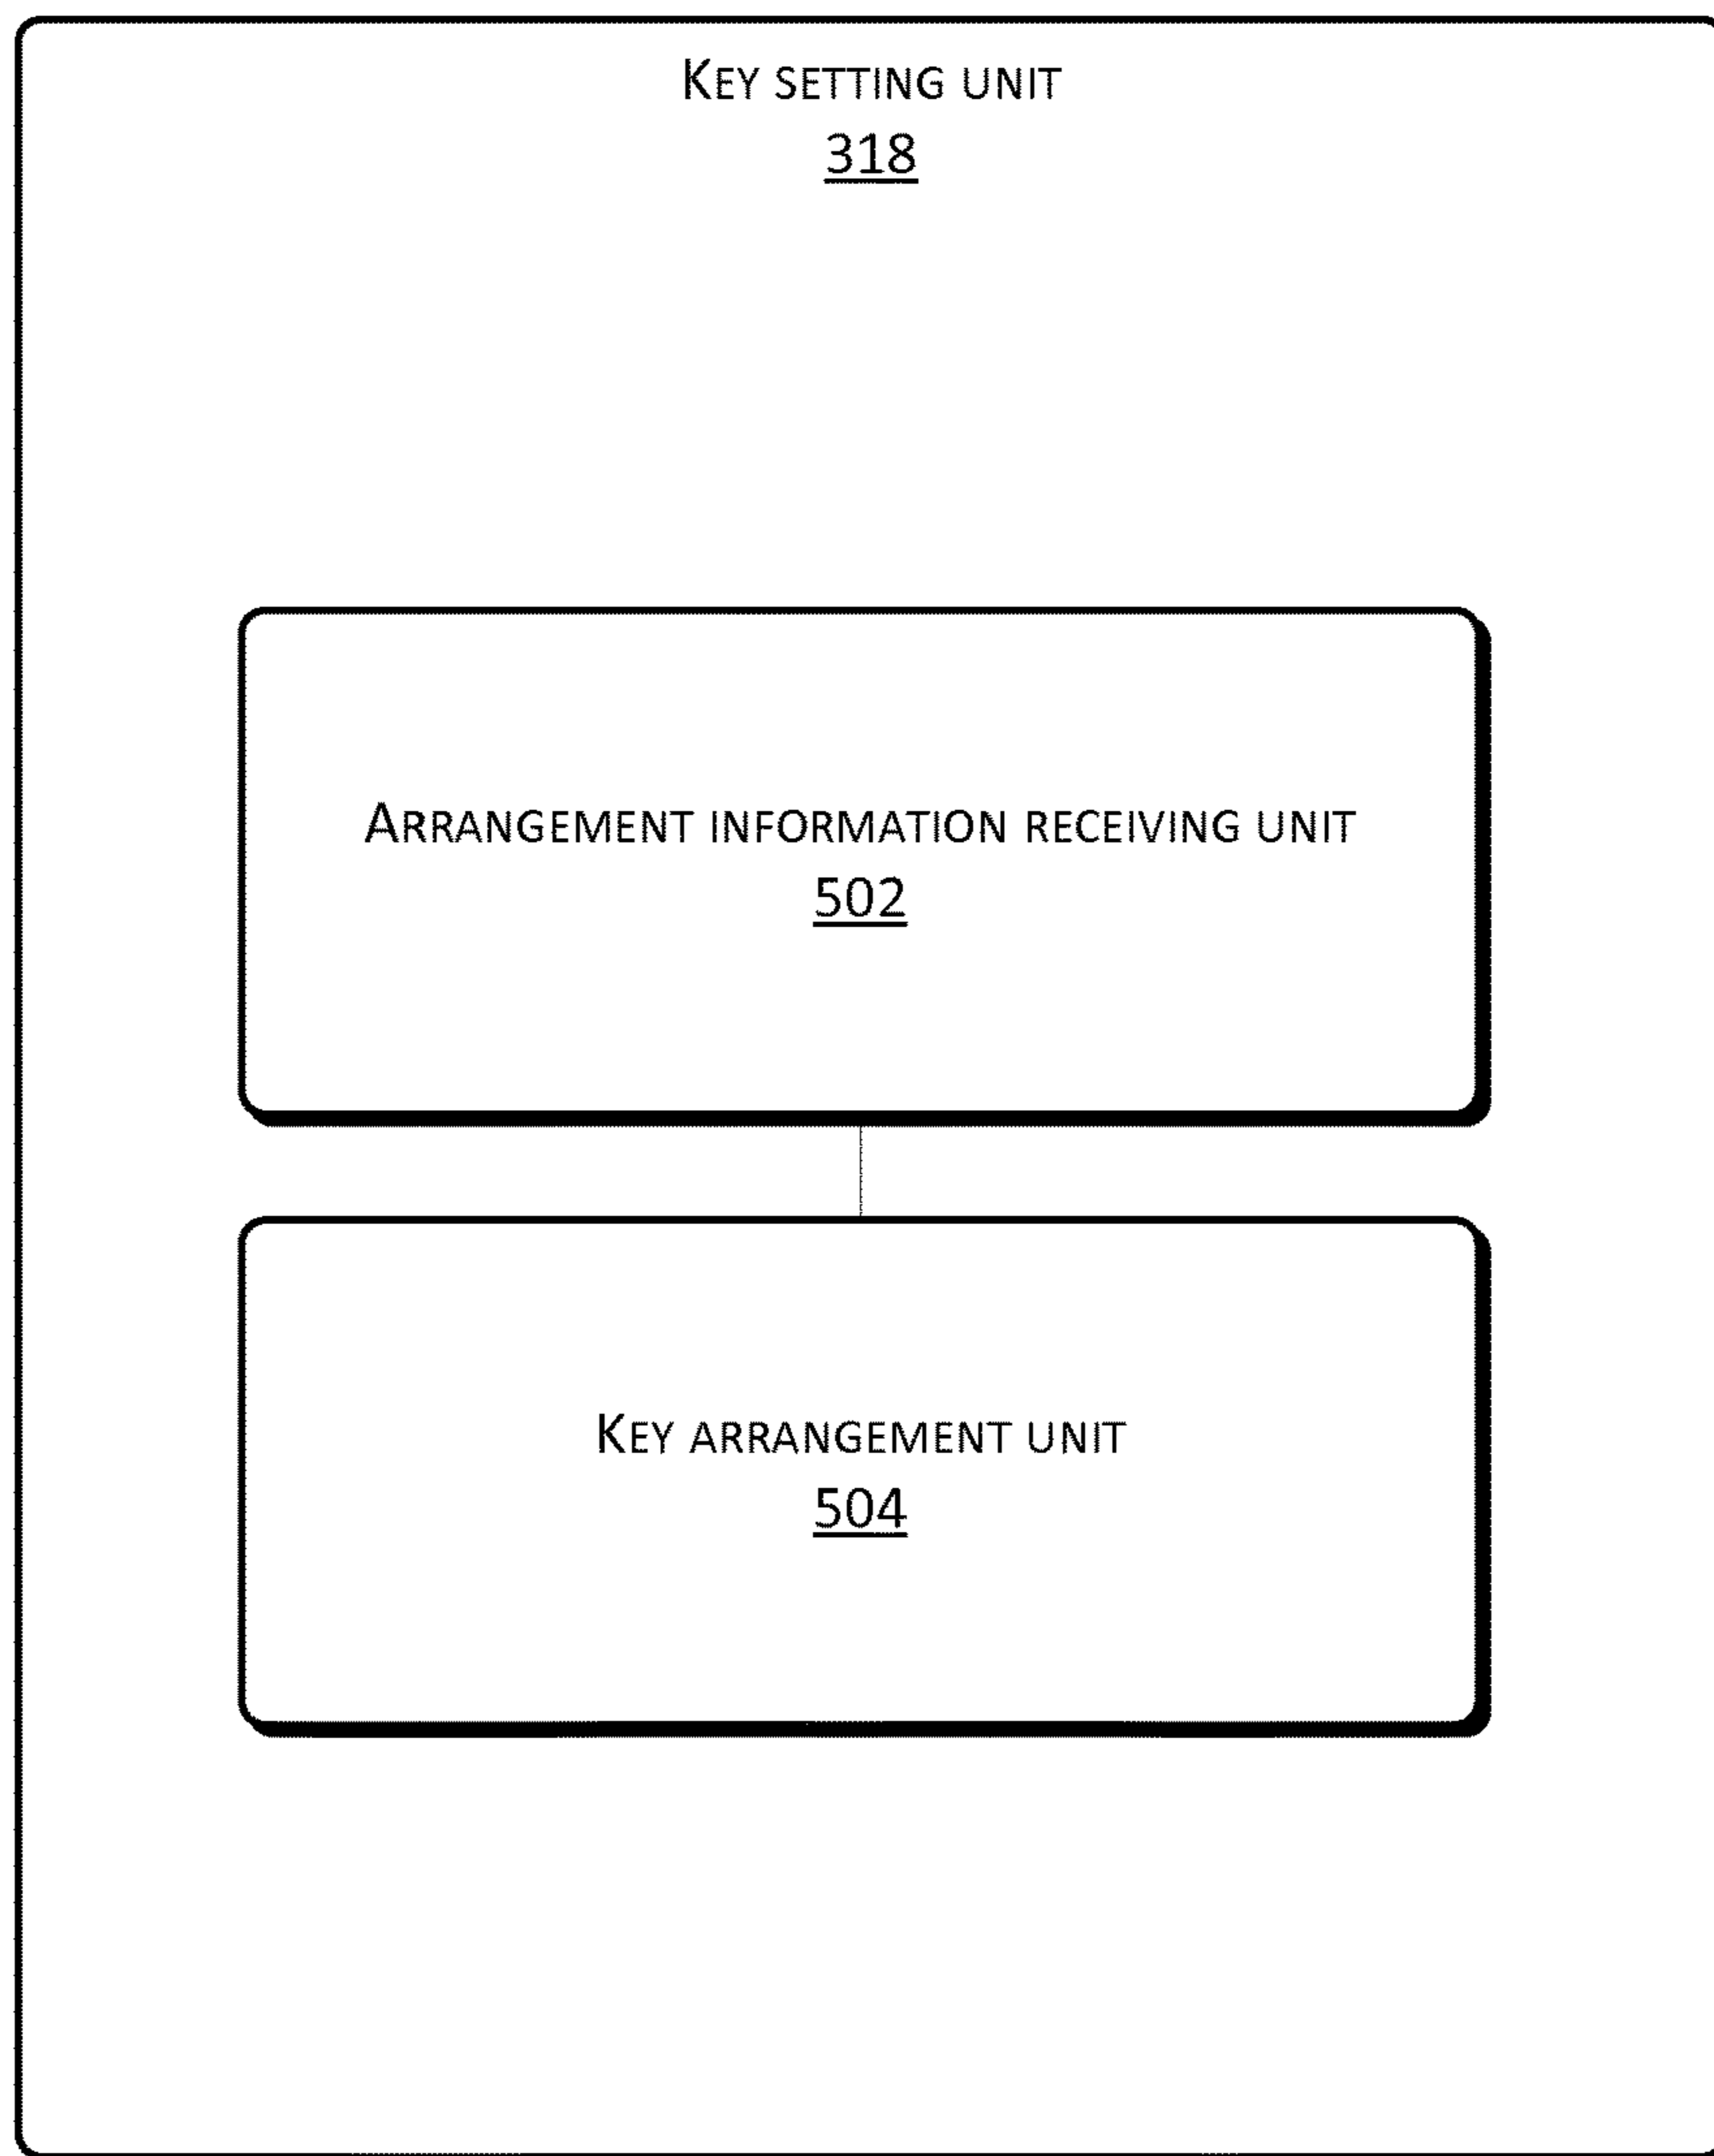 Key setting unit
318
Arrangement information receiving unit
502
Key arrangement unit
504